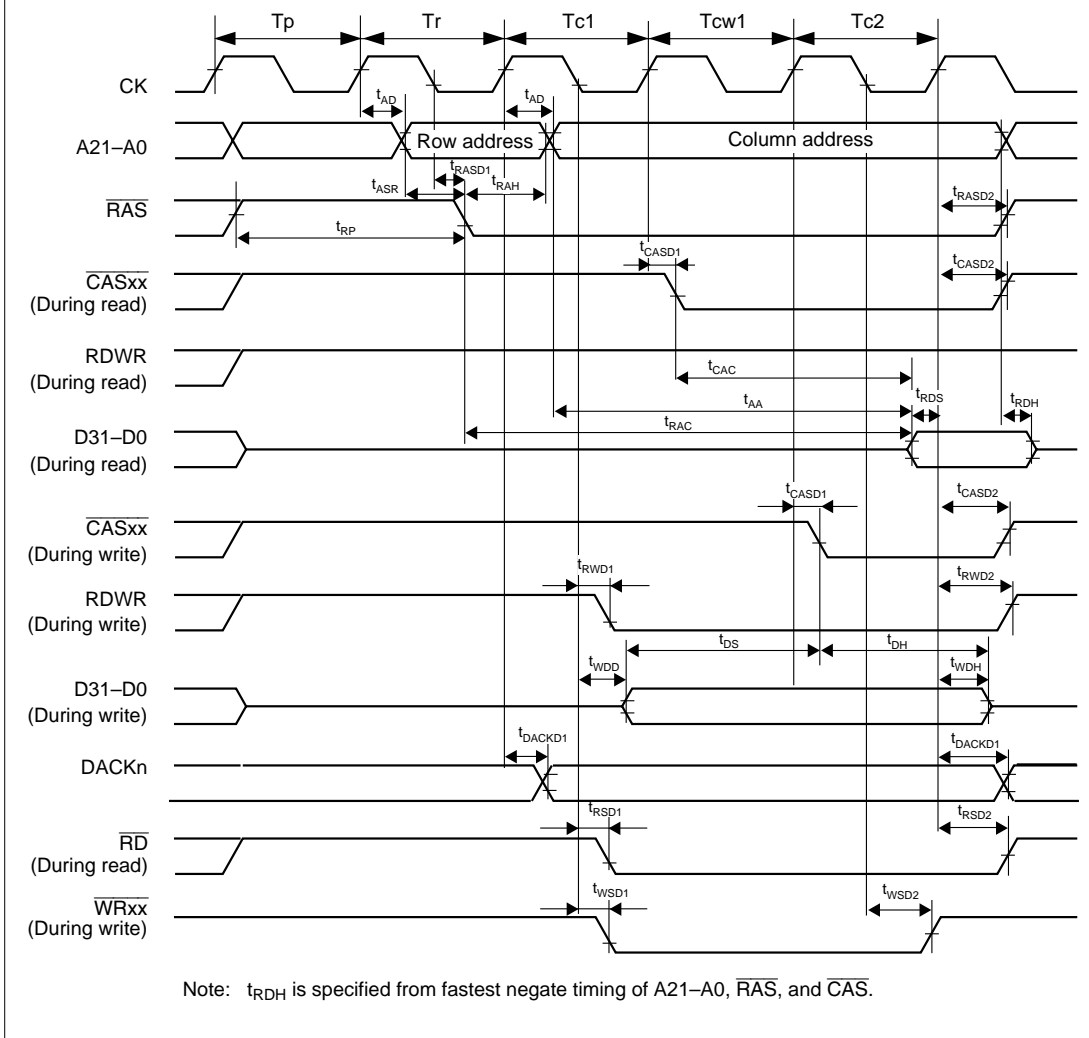 Tp Tr Tc1 Tcw1 Tc2
CK
tAD tAD
A21–A0 Row address Column address
tRASD1
tASR tRAH
RAS tRASD2
tRP
tCASD1 tCASD2
CASxx
(During read)
RDWR
(During read)
tCAC
tRDS
tAA tRDH
tRAC
D31–D0
(During read)
tCASD1 tCASD2
CASxx
(During write)
tRWD1 tRWD2
RDWR
(During write)
tDS tDH
tWDD tWDH
D31–D0
(During write)
tDACKD1 tDACKD1
DACKn
tRSD1 tRSD2
RD
(During read)
tWSD1 tWSD2
WRxx
(During write)
Note: tRDH is specified from fastest negate timing of A21–A0, RAS, and CAS.